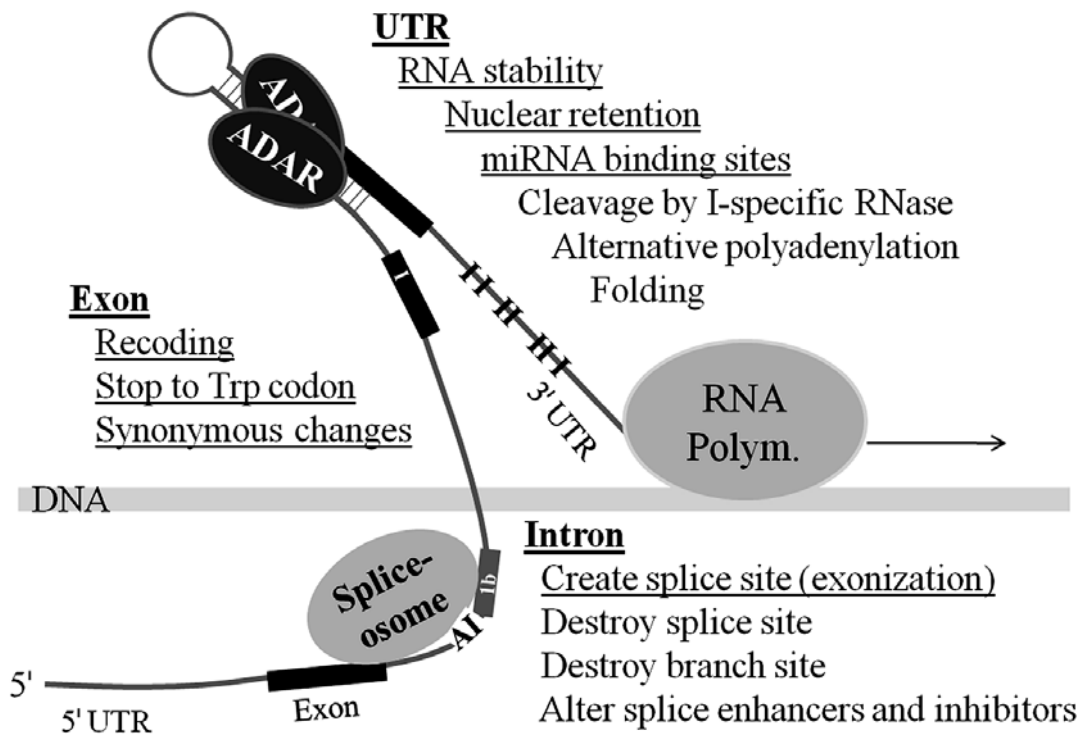 UTR
RNA stability
Nuclear retention
miRNA binding sites
Cleavage by I-specific RNase
Alternative polyadenylation
Folding
ADA
ADAR
I
Exon
Recoding
Stop to Trp codon
Synonymous changes
I I I I I I I
3' UTR
RNA
Polym.
DNA
Intron
Create splice site (exonization)
Destroy splice site
Destroy branch site
Alter splice enhancers and inhibitors
Splice-
osome
1b
AI
5'
5' UTR
Exon